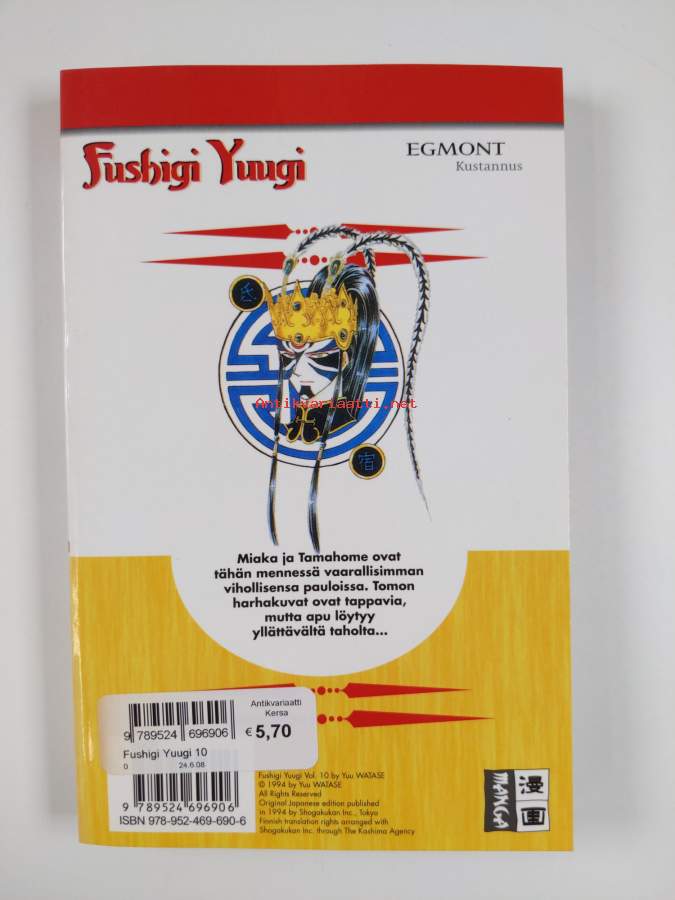 Fushigi Yuugi
EGMONT
Kustannus
氐
Antikvariaatti.net
宿
Miaka ja Tamahome ovat
tähän mennessä vaarallisimman
vihollisensa pauloissa. Tomon
harhakuvat ovat tappavia,
mutta apu löytyy
yllättävältä taholta...
Antikvariaatti
Kersa
9 789524 696906
€ 5,70
Fushigi Yuugi 10
0 24.6.08
9 789524 696906
ISBN 978-952-469-690-6
Fushigi Yuugi Vol. 10 by Yuu WATASE
© 1994 by Yuu WATASE
All Rights Reserved
Original Japanese edition published
in 1994 by Shogakukan Inc., Tokyo
Finnish translation rights arranged with
Shogakukan Inc. through The Kashima Agency
MANGA
漫画